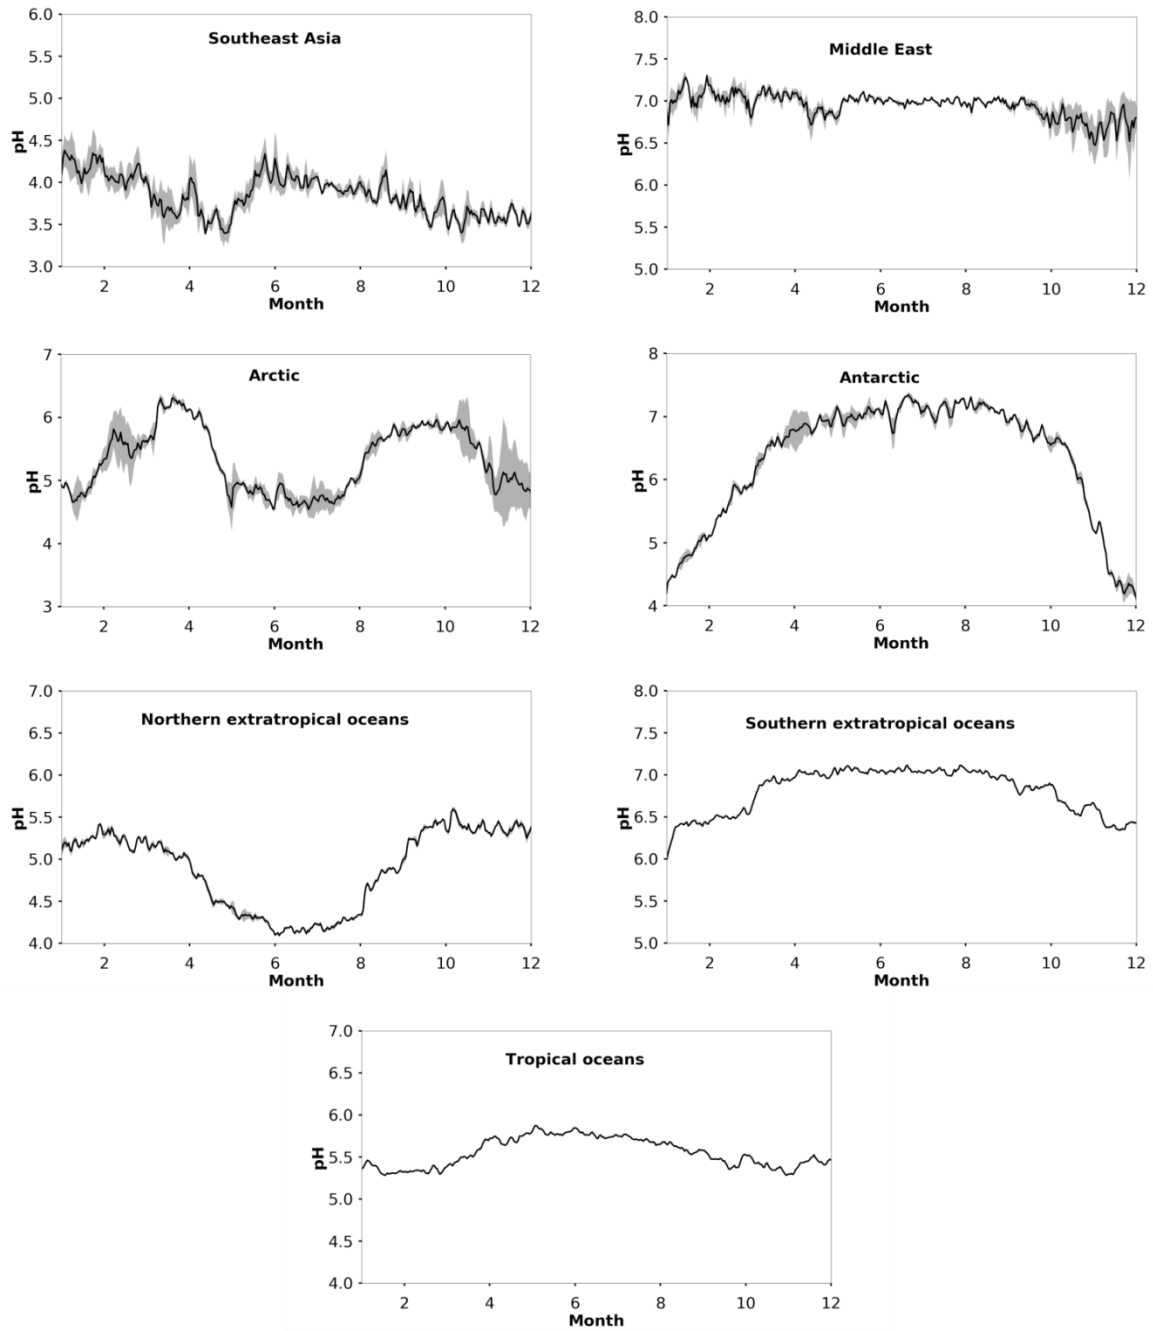 Southeast Asia
pH
6.0
5.5
5.0
4.5
4.0
3.5
3.0
2 4 6 8 10 12
Month
Middle East
pH
8.0
7.5
7.0
6.5
6.0
5.5
5.0
2 4 6 8 10 12
Month
Arctic
pH
7
6
5
4
3
2 4 6 8 10 12
Month
Antarctic
pH
8
7
6
5
4
2 4 6 8 10 12
Month
Northern extratropical oceans
pH
7.0
6.5
6.0
5.5
5.0
4.5
4.0
2 4 6 8 10 12
Month
Southern extratropical oceans
pH
8.0
7.5
7.0
6.5
6.0
5.5
5.0
2 4 6 8 10 12
Month
Tropical oceans
pH
7.0
6.5
6.0
5.5
5.0
4.5
4.0
2 4 6 8 10 12
Month